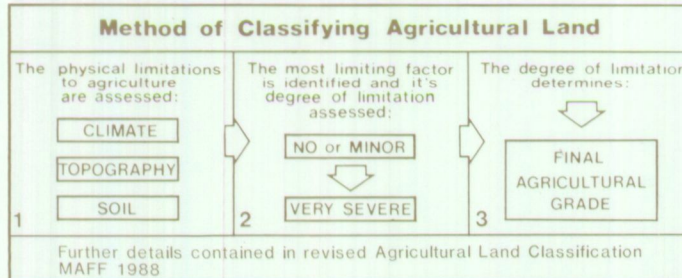 Method of Classifying Agricultural Land
The physical limitations
to agriculture
are assessed:
CLIMATE
TOPOGRAPHY
SOIL
1
The most limiting factor
is identified and it's
degree of limitation
assessed:
NO or MINOR
VERY SEVERE
2
The degree of limitation
determines:
FINAL
AGRICULTURAL
GRADE
3
Further details contained in revised Agricultural Land Classification
MAFF 1988